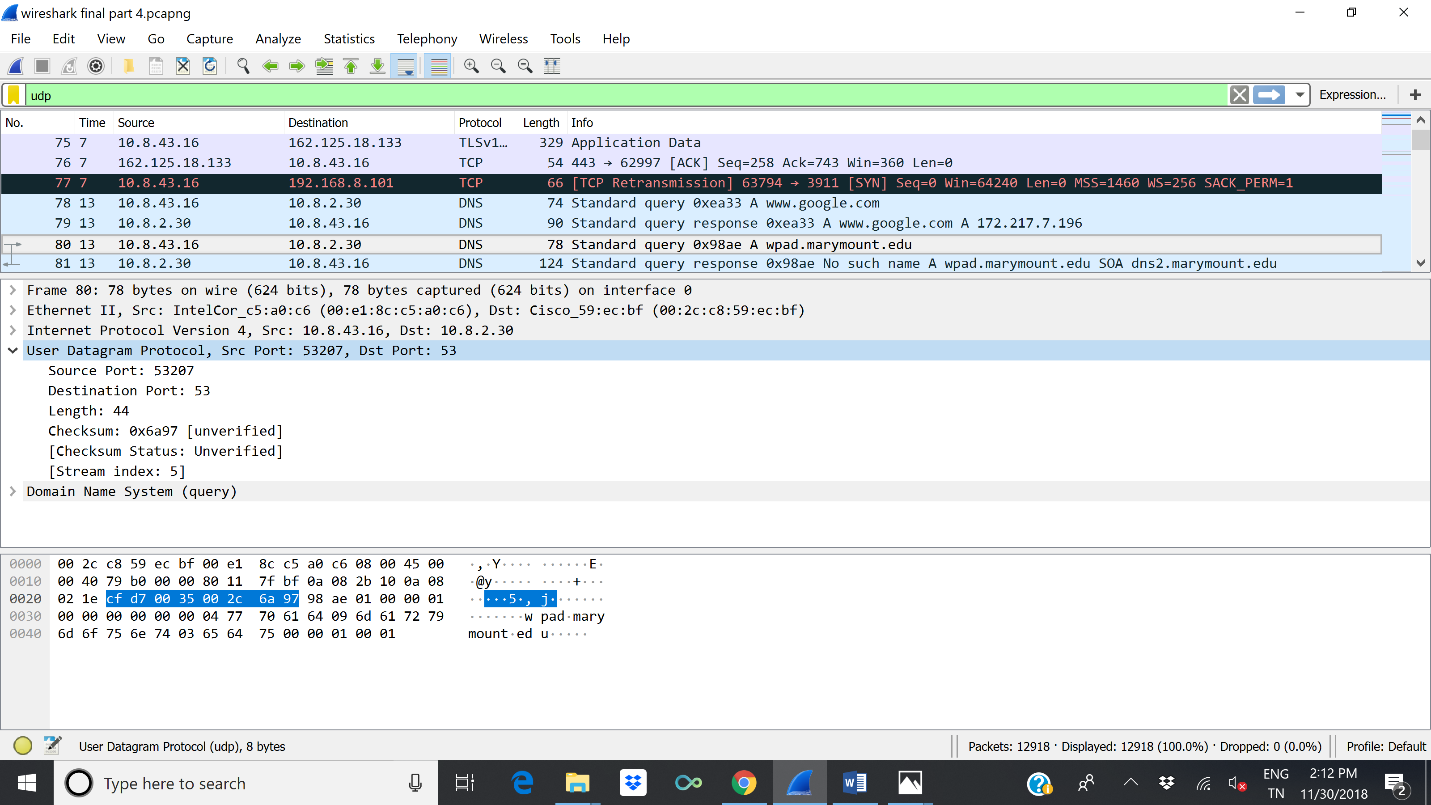 wireshark final part 4.pcapng
File Edit View Go Capture Analyze Statistics Telephony Wireless Tools Help
udp Expression... +
No. Time Source Destination Protocol Length Info
75 7 10.8.43.16 162.125.18.133 TLSv1… 329 Application Data
76 7 162.125.18.133 10.8.43.16 TCP 54 443 → 62997 [ACK] Seq=258 Ack=743 Win=360 Len=0
77 7 10.8.43.16 192.168.8.101 TCP 66 [TCP Retransmission] 63794 → 3911 [SYN] Seq=0 Win=64240 Len=0 MSS=1460 WS=256 SACK_PERM=1
78 13 10.8.43.16 10.8.2.30 DNS 74 Standard query 0xea33 A www.google.com
79 13 10.8.2.30 10.8.43.16 DNS 90 Standard query response 0xea33 A www.google.com A 172.217.7.196
80 13 10.8.43.16 10.8.2.30 DNS 78 Standard query 0x98ae A wpad.marymount.edu
81 13 10.8.2.30 10.8.43.16 DNS 124 Standard query response 0x98ae No such name A wpad.marymount.edu SOA dns2.marymount.edu
Frame 80: 78 bytes on wire (624 bits), 78 bytes captured (624 bits) on interface 0
Ethernet II, Src: IntelCor_c5:a0:c6 (00:e1:8c:c5:a0:c6), Dst: Cisco_59:ec:bf (00:2c:c8:59:ec:bf)
Internet Protocol Version 4, Src: 10.8.43.16, Dst: 10.8.2.30
User Datagram Protocol, Src Port: 53207, Dst Port: 53
Source Port: 53207
Destination Port: 53
Length: 44
Checksum: 0x6a97 [unverified]
[Checksum Status: Unverified]
[Stream index: 5]
Domain Name System (query)
0000 00 2c c8 59 ec bf 00 e1 8c c5 a0 c6 08 00 45 00 ·,·Y···· ······E·
0010 00 40 79 b0 00 00 80 11 7f bf 0a 08 2b 10 0a 08 ·@y····· ····+···
0020 02 1e cf d7 00 35 00 2c 6a 97 98 ae 01 00 00 01 ·····5·, j·······
0030 00 00 00 00 00 00 04 77 70 61 64 09 6d 61 72 79 ·······w pad·mary
0040 6d 6f 75 6e 74 03 65 64 75 00 00 01 00 01 mount·ed u·····
User Datagram Protocol (udp), 8 bytes Packets: 12918 · Displayed: 12918 (100.0%) · Dropped: 0 (0.0%) Profile: Default
Type here to search ENG 2:12 PM
TN 11/30/2018 2